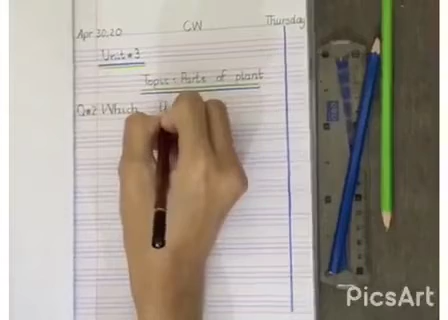 Apr 30,20 CW Thursday
Unit # 3
Topic : Parts of plant
Q#2 Which
PicsArt